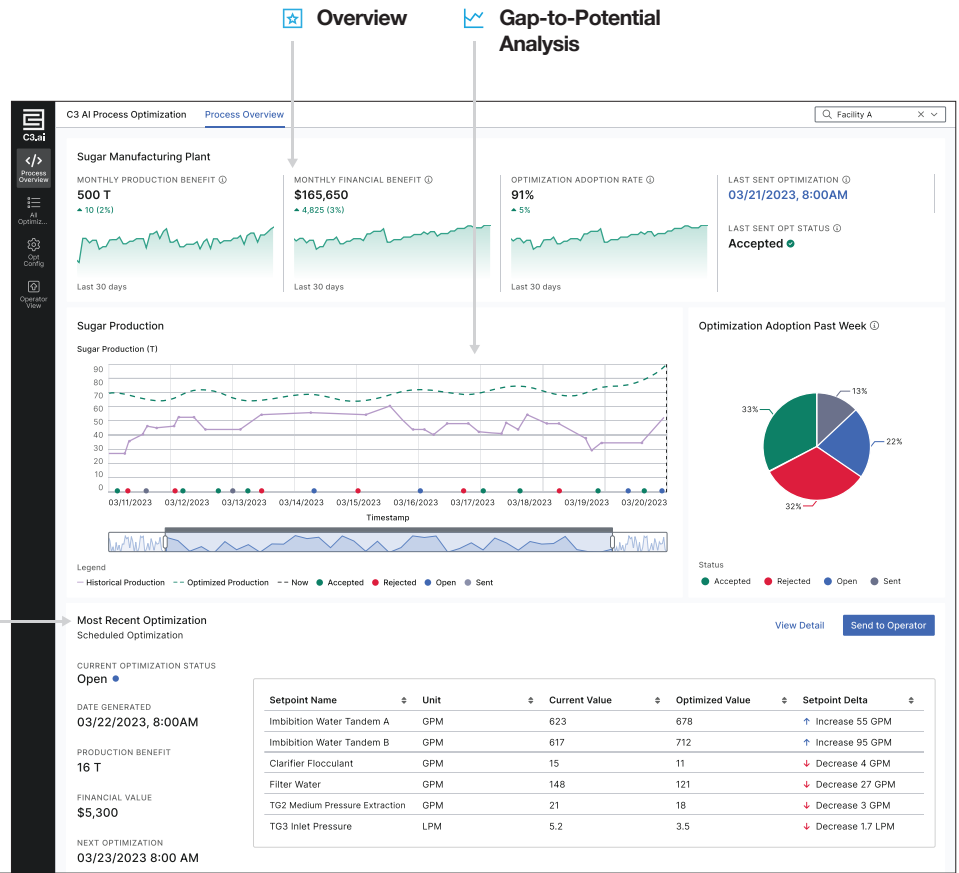 Overview
Gap-to-Potential
Analysis
C3.ai
C3 AI Process Optimization
Process Overview
Facility A
Process
Overview
All
Optimiz...
Opt
Config
Operator
View
Sugar Manufacturing Plant
MONTHLY PRODUCTION BENEFIT
500 T
10 (2%)
Last 30 days
MONTHLY FINANCIAL BENEFIT
$165,650
4,825 (3%)
Last 30 days
OPTIMIZATION ADOPTION RATE
91%
5%
Last 30 days
LAST SENT OPTIMIZATION
03/21/2023, 8:00AM
LAST SENT OPT STATUS
Accepted
Sugar Production
Sugar Production (T)
90
80
70
60
50
40
30
20
10
0
03/11/2023 03/12/2023 03/13/2023 03/14/2023 03/15/2023 03/16/2023 03/17/2023 03/18/2023 03/19/2023 03/20/2023
Timestamp
Legend
Historical Production Optimized Production Now Accepted Rejected Open Sent
Optimization Adoption Past Week
13%
33%
22%
32%
Status
Accepted Rejected Open Sent
Most Recent Optimization
Scheduled Optimization
View Detail
Send to Operator
CURRENT OPTIMIZATION STATUS
Open
DATE GENERATED
03/22/2023, 8:00AM
PRODUCTION BENEFIT
16 T
FINANCIAL VALUE
$5,300
NEXT OPTIMIZATION
03/23/2023 8:00 AM
Setpoint Name Unit Current Value Optimized Value Setpoint Delta
Imbibition Water Tandem A GPM 623 678 ↑ Increase 55 GPM
Imbibition Water Tandem B GPM 617 712 ↑ Increase 95 GPM
Clarifier Flocculant GPM 15 11 ↓ Decrease 4 GPM
Filter Water GPM 148 121 ↓ Decrease 27 GPM
TG2 Medium Pressure Extraction GPM 21 18 ↓ Decrease 3 GPM
TG3 Inlet Pressure LPM 5.2 3.5 ↓ Decrease 1.7 LPM